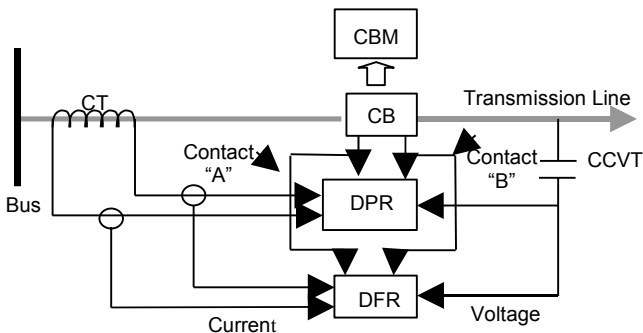 CBM
CT
CB
Transmission Line
Contact
“A”
Contact
“B”
CCVT
DPR
Bus
DFR
Current
Voltage